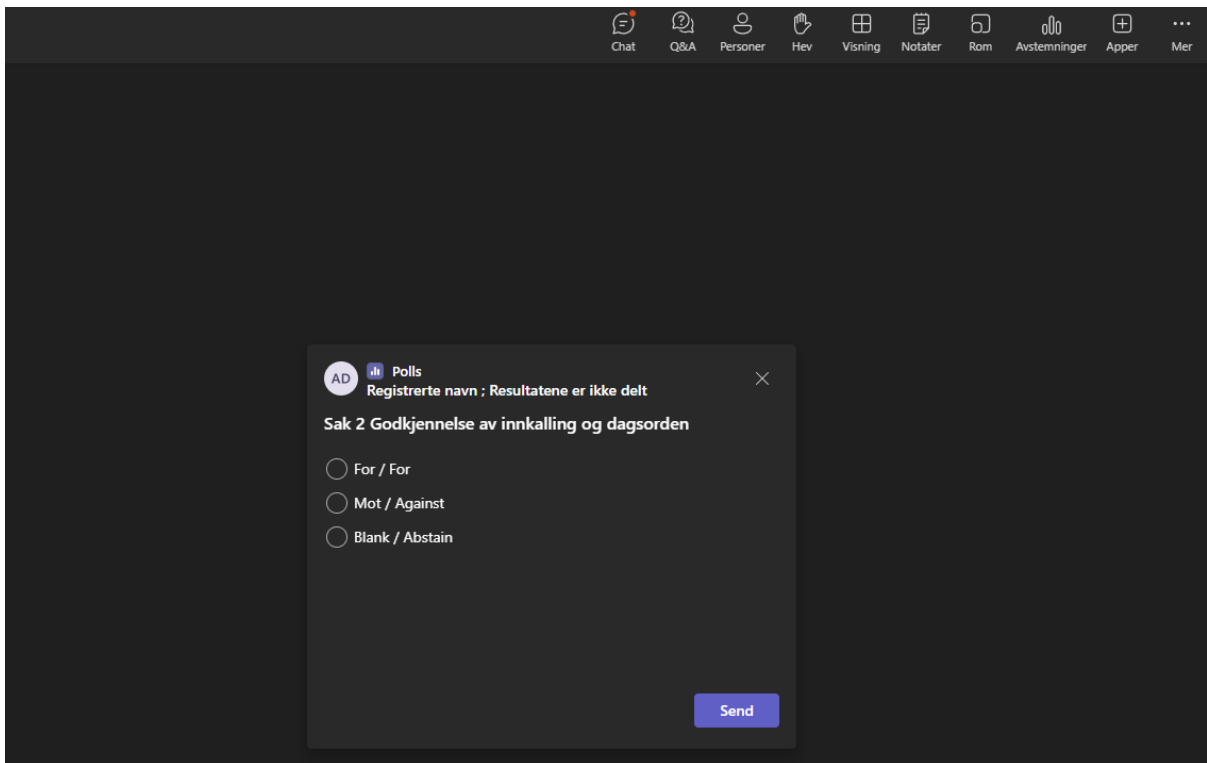 Chat Q&A Personer Hev Visning Notater Rom Avstemninger Apper Mer
AD Polls
Registrerte navn ; Resultatene er ikke delt
Sak 2 Godkjennelse av innkalling og dagsorden
For / For
Mot / Against
Blank / Abstain
Send